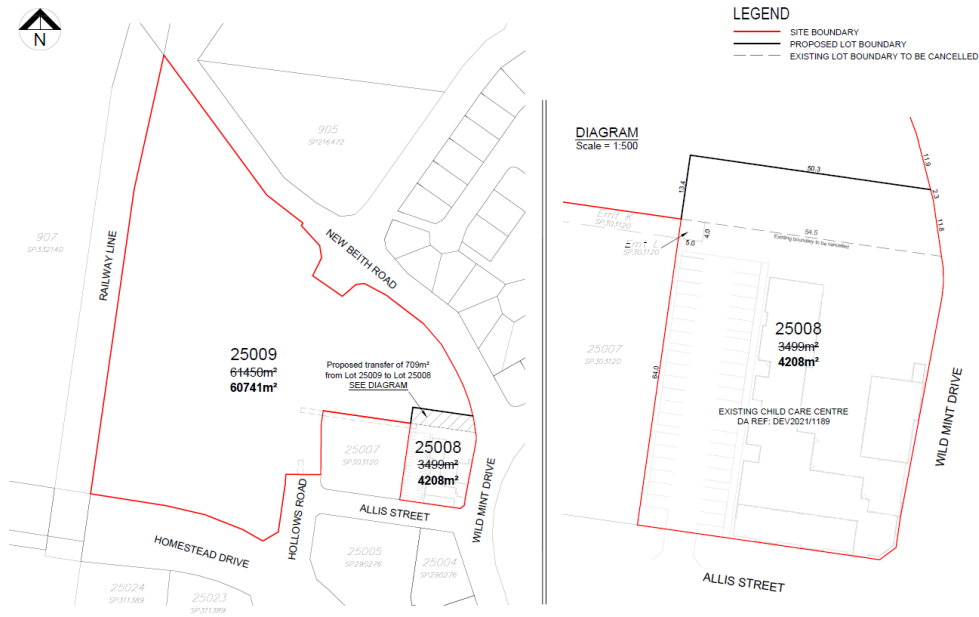 N
LEGEND
SITE BOUNDARY
PROPOSED LOT BOUNDARY
EXISTING LOT BOUNDARY TO BE CANCELLED
905
SP216472
907
SP332140
RAILWAY LINE
NEW BEITH ROAD
25009
61450m²
60741m²
Proposed transfer of 709m²
from Lot 25009 to Lot 25008
SEE DIAGRAM
25007
SP303120
25008
3499m²
4208m²
HOLLOWS ROAD
ALLIS STREET
WILD MINT DRIVE
HOMESTEAD DRIVE
25005
SP290276
25004
SP290276
25024
SP311389
25023
SP311389
DIAGRAM
Scale = 1:500
11.9
50.3
2.3
13.4
11.8
Emt K
SP303120
54.5
Existing boundary to be cancelled
4.0
5.0
Emt L
SP303120
25007
SP303120
64.0
25008
3499m²
4208m²
EXISTING CHILD CARE CENTRE
DA REF: DEV2021/1189
WILD MINT DRIVE
ALLIS STREET